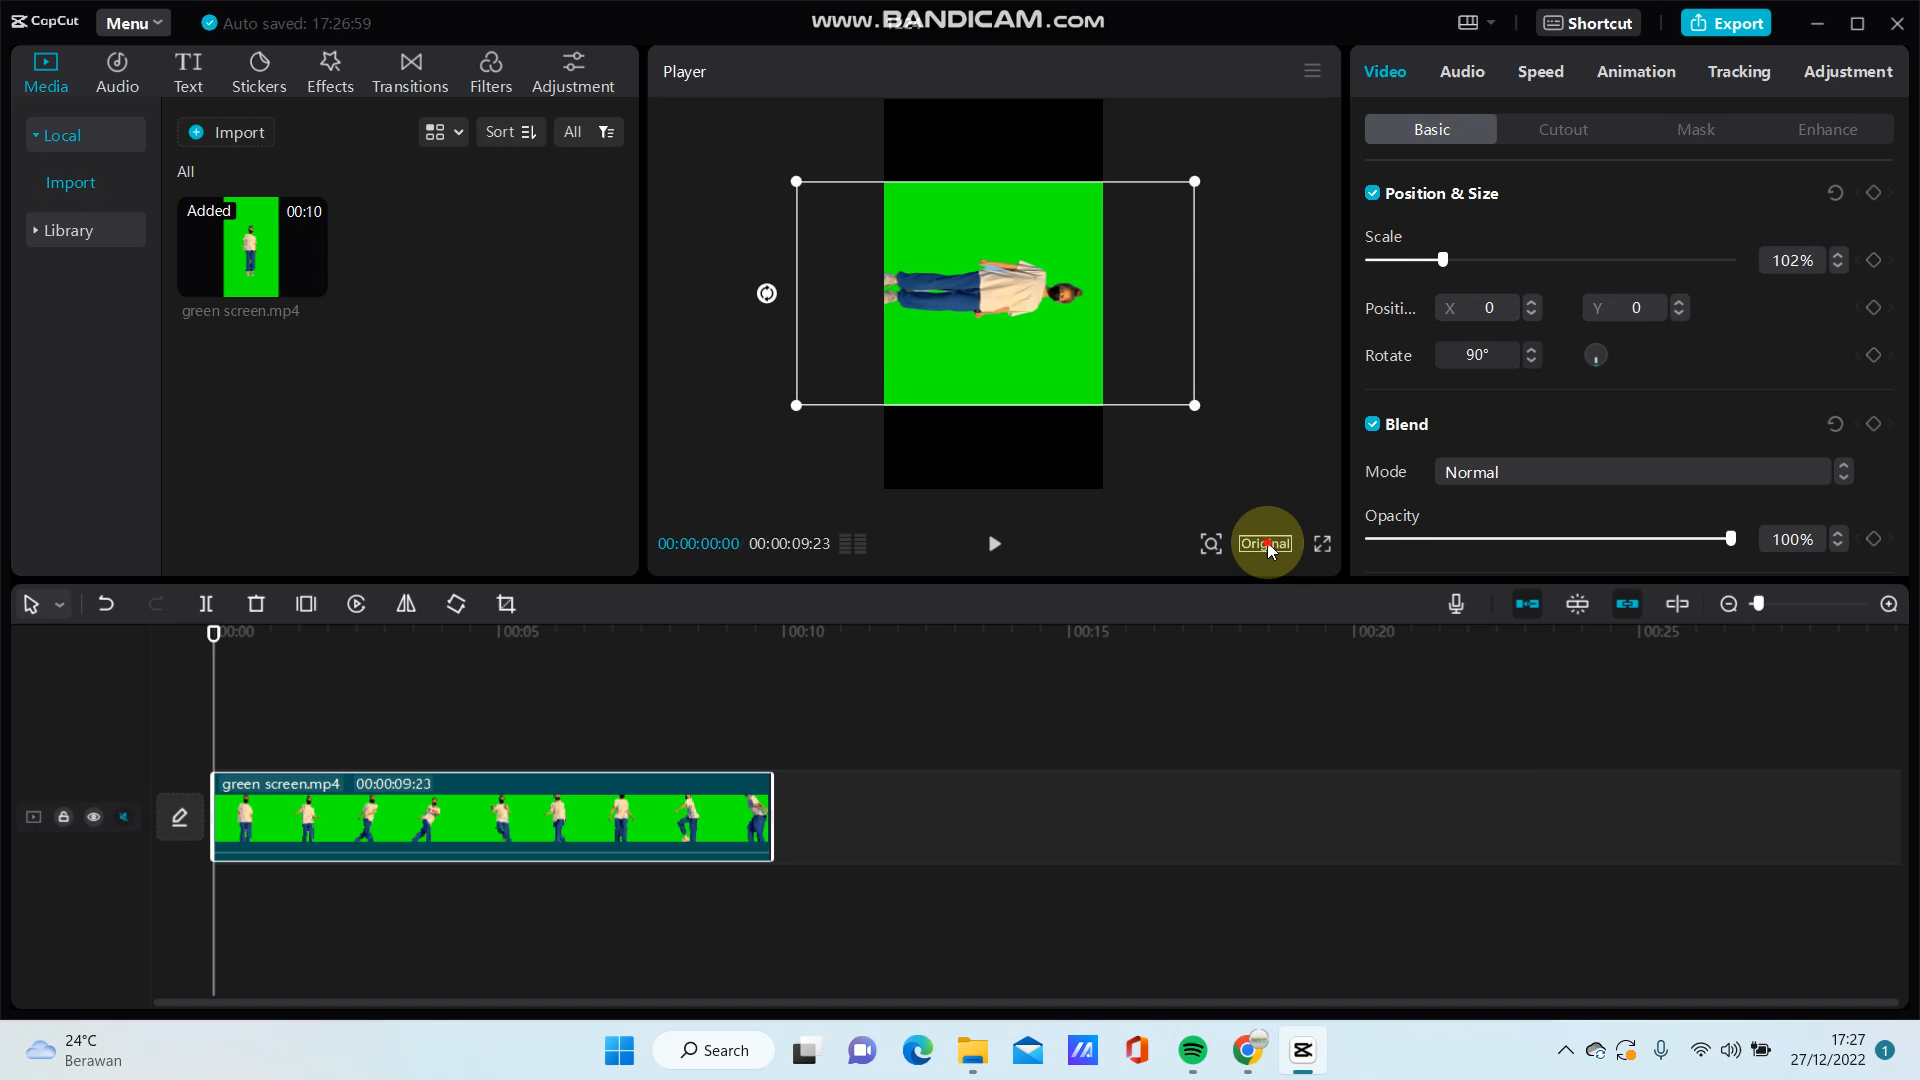 CapCut
Menu
Auto saved: 17:26:59
www.BANDICAM.com
Shortcut
Export
Media
Audio
Text
Stickers
Effects
Transitions
Filters
Adjustment
Player
Video
Audio
Speed
Animation
Tracking
Adjustment
Local
Import
Sort
All
Basic
Cutout
Mask
Enhance
All
Import
Library
Added
00:10
green screen.mp4
Position & Size
Scale
102%
Positi...
X 0
Y 0
Rotate
90°
Blend
Mode
Normal
Opacity
100%
00:00:00:00 00:00:09:23
Original
00:00
00:05
00:10
00:15
00:20
00:25
green screen.mp4 00:00:09:23
24°C
Berawan
Search
17:27
27/12/2022
1